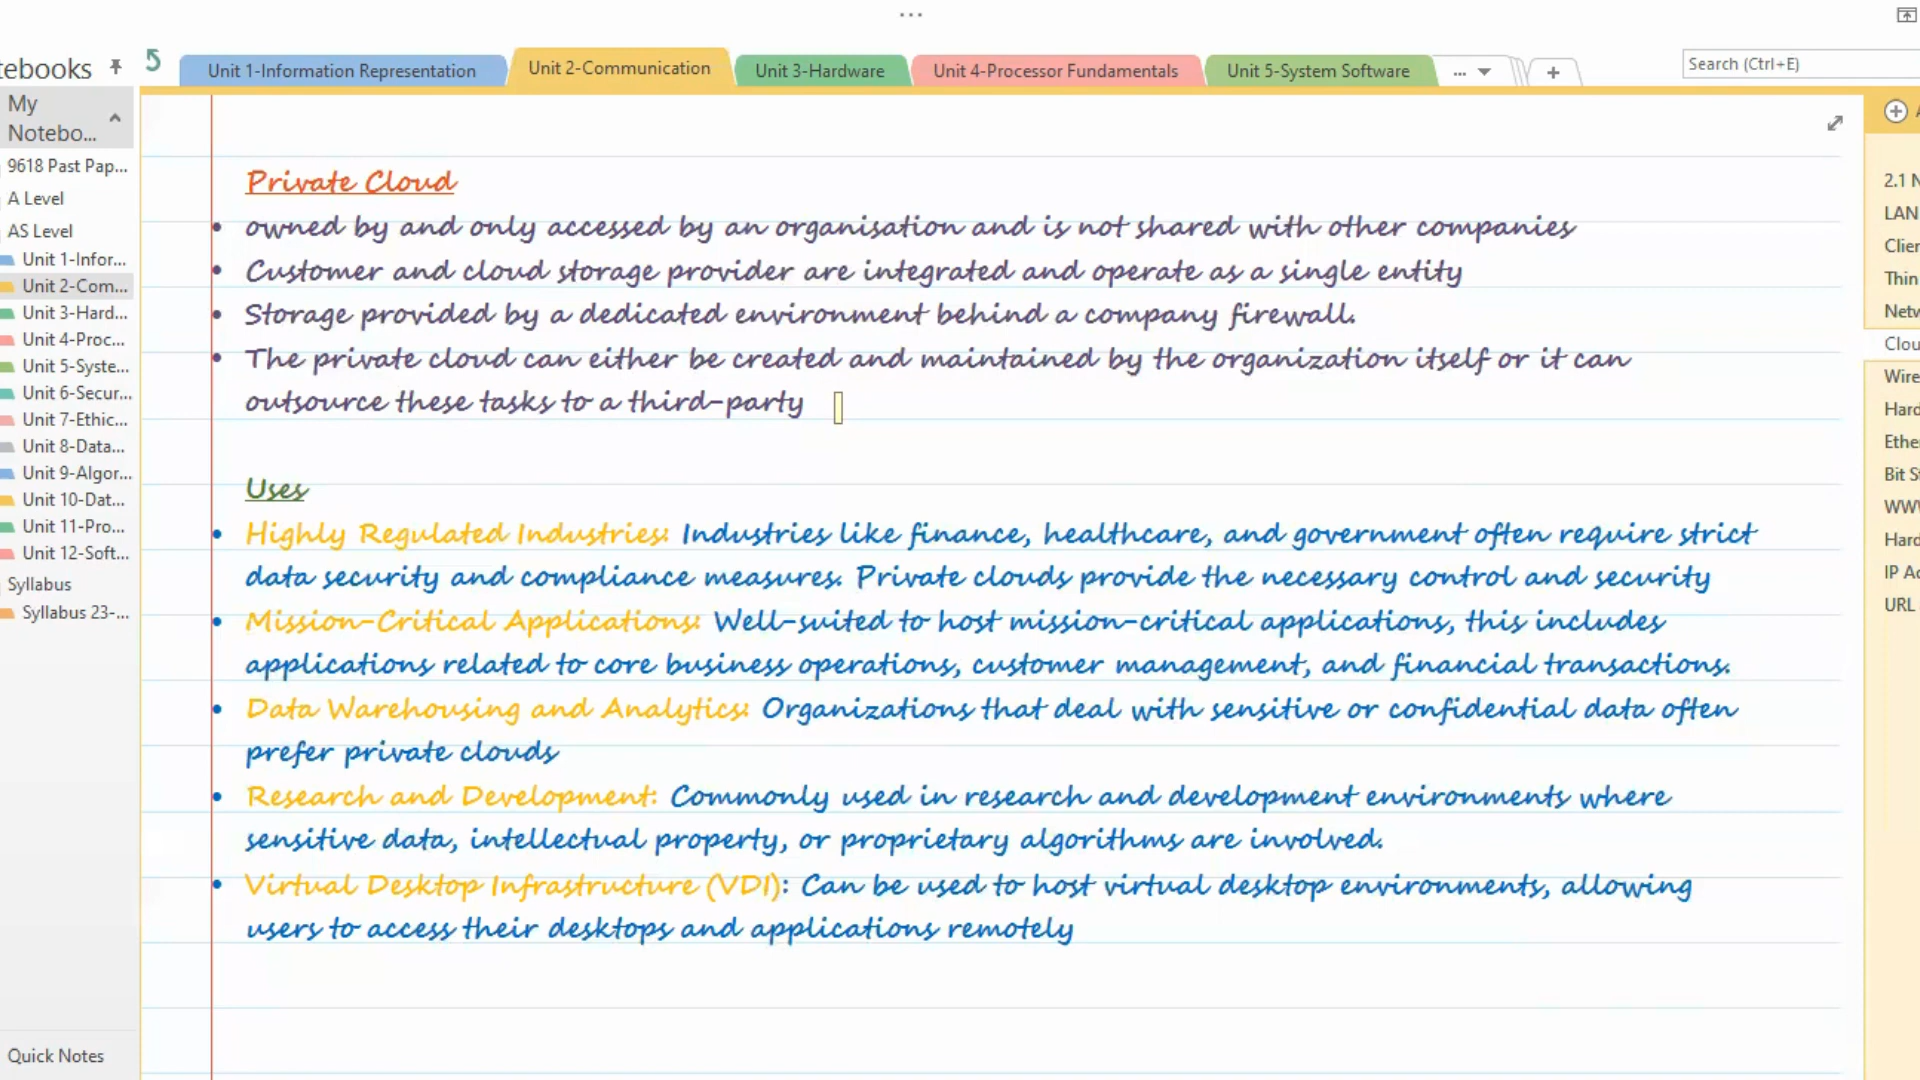 ...
tebooks
Unit 1-Information Representation
Unit 2-Communication
Unit 3-Hardware
Unit 4-Processor Fundamentals
Unit 5-System Software
...
Search (Ctrl+E)
My
Notebo...
9618 Past Pap...
A Level
AS Level
Unit 1-Infor...
Unit 2-Com...
Unit 3-Hard...
Unit 4-Proc...
Unit 5-Syste...
Unit 6-Secur...
Unit 7-Ethic...
Unit 8-Data...
Unit 9-Algor...
Unit 10-Dat...
Unit 11-Pro...
Unit 12-Soft...
Syllabus
Syllabus 23-...
Quick Notes
Private Cloud
• owned by and only accessed by an organisation and is not shared with other companies
• Customer and cloud storage provider are integrated and operate as a single entity
• Storage provided by a dedicated environment behind a company firewall.
• The private cloud can either be created and maintained by the organization itself or it can
outsource these tasks to a third-party
Uses
• Highly Regulated Industries: Industries like finance, healthcare, and government often require strict
data security and compliance measures. Private clouds provide the necessary control and security
• Mission-Critical Applications: Well-suited to host mission-critical applications, this includes
applications related to core business operations, customer management, and financial transactions.
• Data Warehousing and Analytics: Organizations that deal with sensitive or confidential data often
prefer private clouds
• Research and Development: Commonly used in research and development environments where
sensitive data, intellectual property, or proprietary algorithms are involved.
• Virtual Desktop Infrastructure (VDI): Can be used to host virtual desktop environments, allowing
users to access their desktops and applications remotely
2.1 N
LAN
Clier
Thin
Netw
Clou
Wire
Hard
Ether
Bit St
WWW
Hard
IP Ad
URL